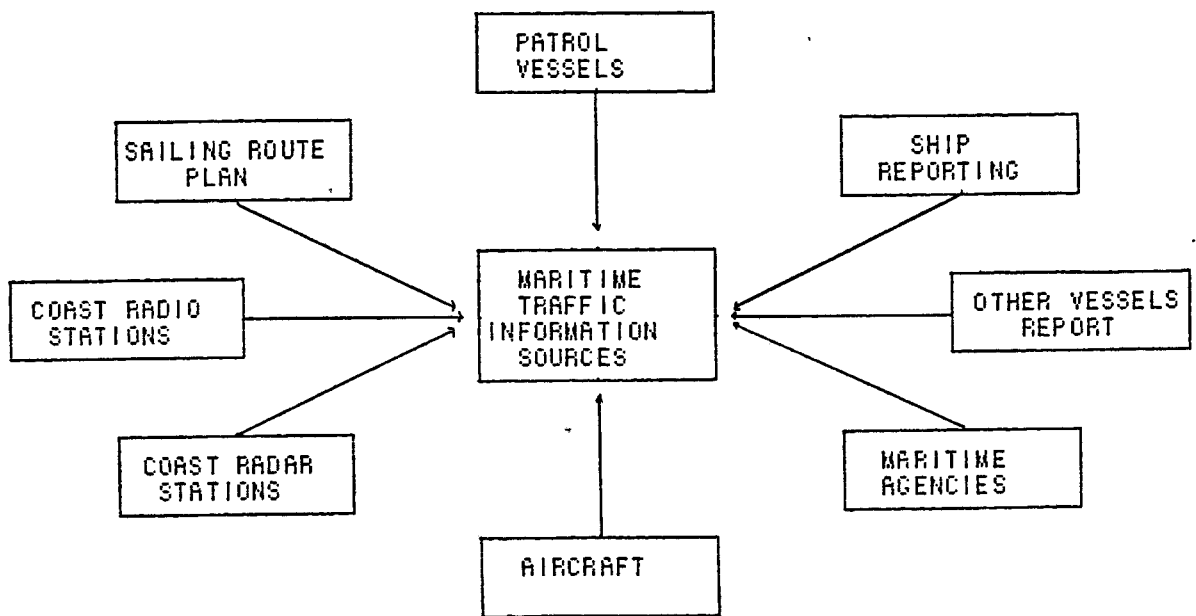 PATROL
VESSELS
SAILING ROUTE
PLAN
SHIP
REPORTING
COAST RADIO
STATIONS
MARITIME
TRAFFIC
INFORMATION
SOURCES
OTHER VESSELS
REPORT
COAST RADAR
STATIONS
MARITIME
AGENCIES
AIRCRAFT